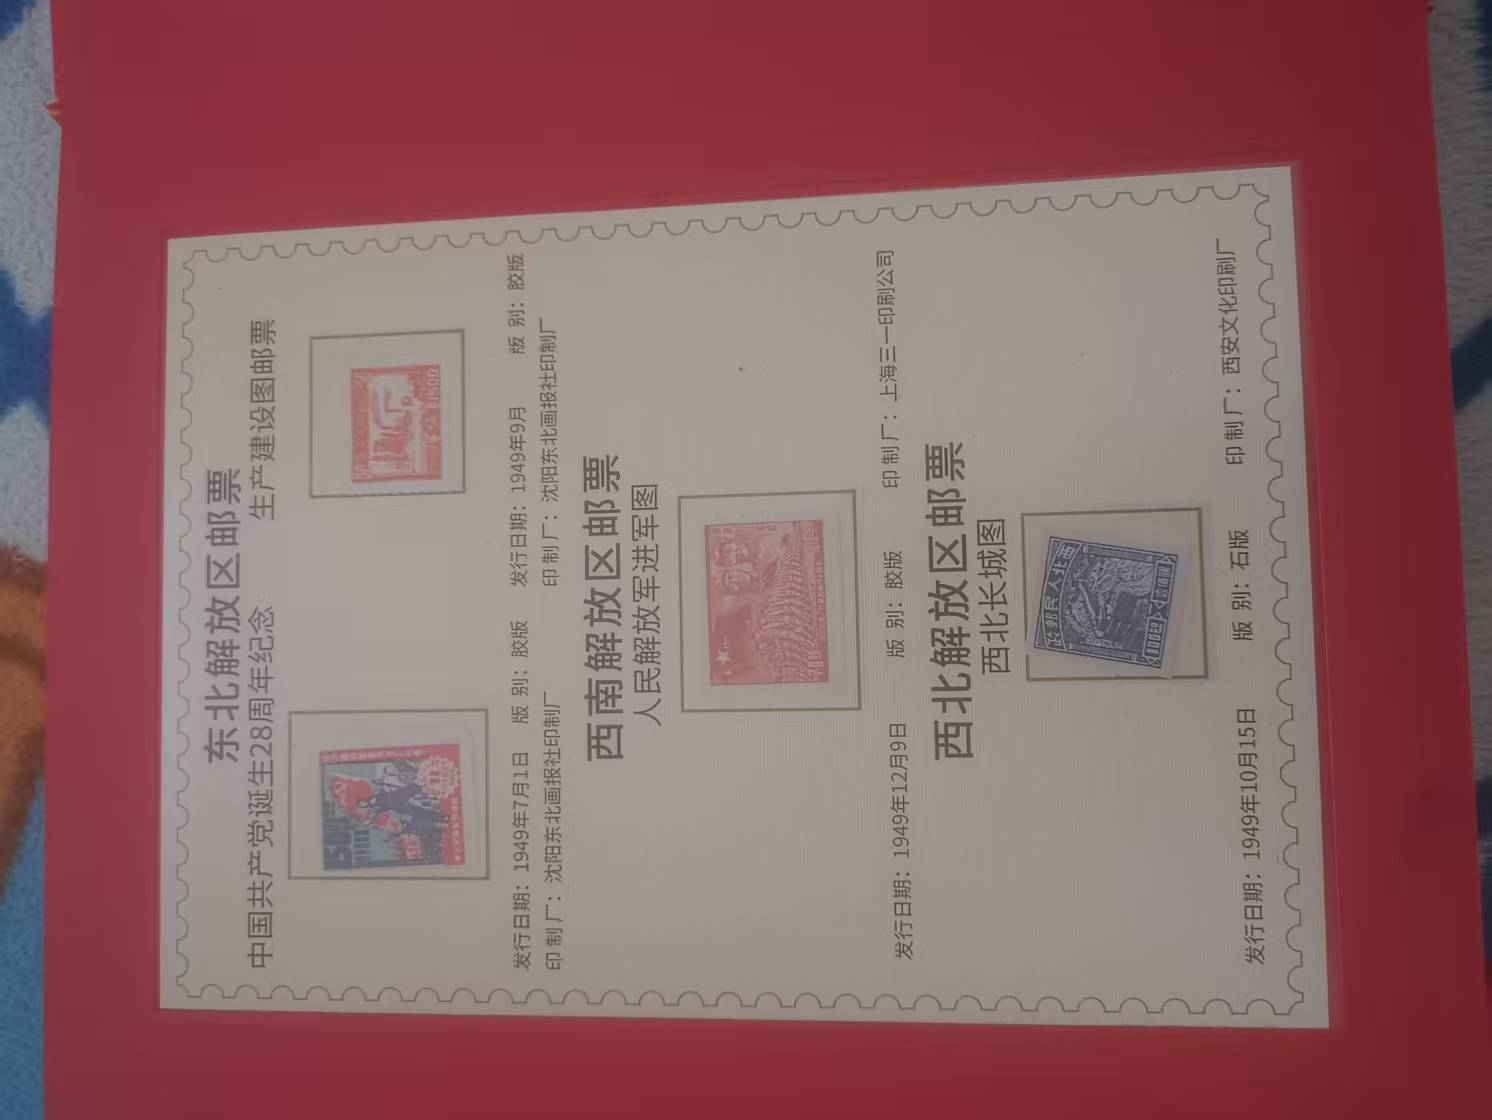 东北解放区邮票
中国共产党诞生28周年纪念 生产建设图邮票
1500
发行日期：1949年7月1日 版 别：胶版 发行日期：1949年9月 版 别：胶版
印 制 厂：沈阳东北画报社印制厂 印 制 厂：沈阳东北画报社印制厂
西南解放区邮票
人民解放军进军图
发行日期：1949年12月9日 版 别：胶版 印 制 厂：上海三一印刷公司
西北解放区邮票
西北长城图
政郵民人北西
发行日期：1949年10月15日 版 别：石版 印 制 厂：西安文化印刷厂